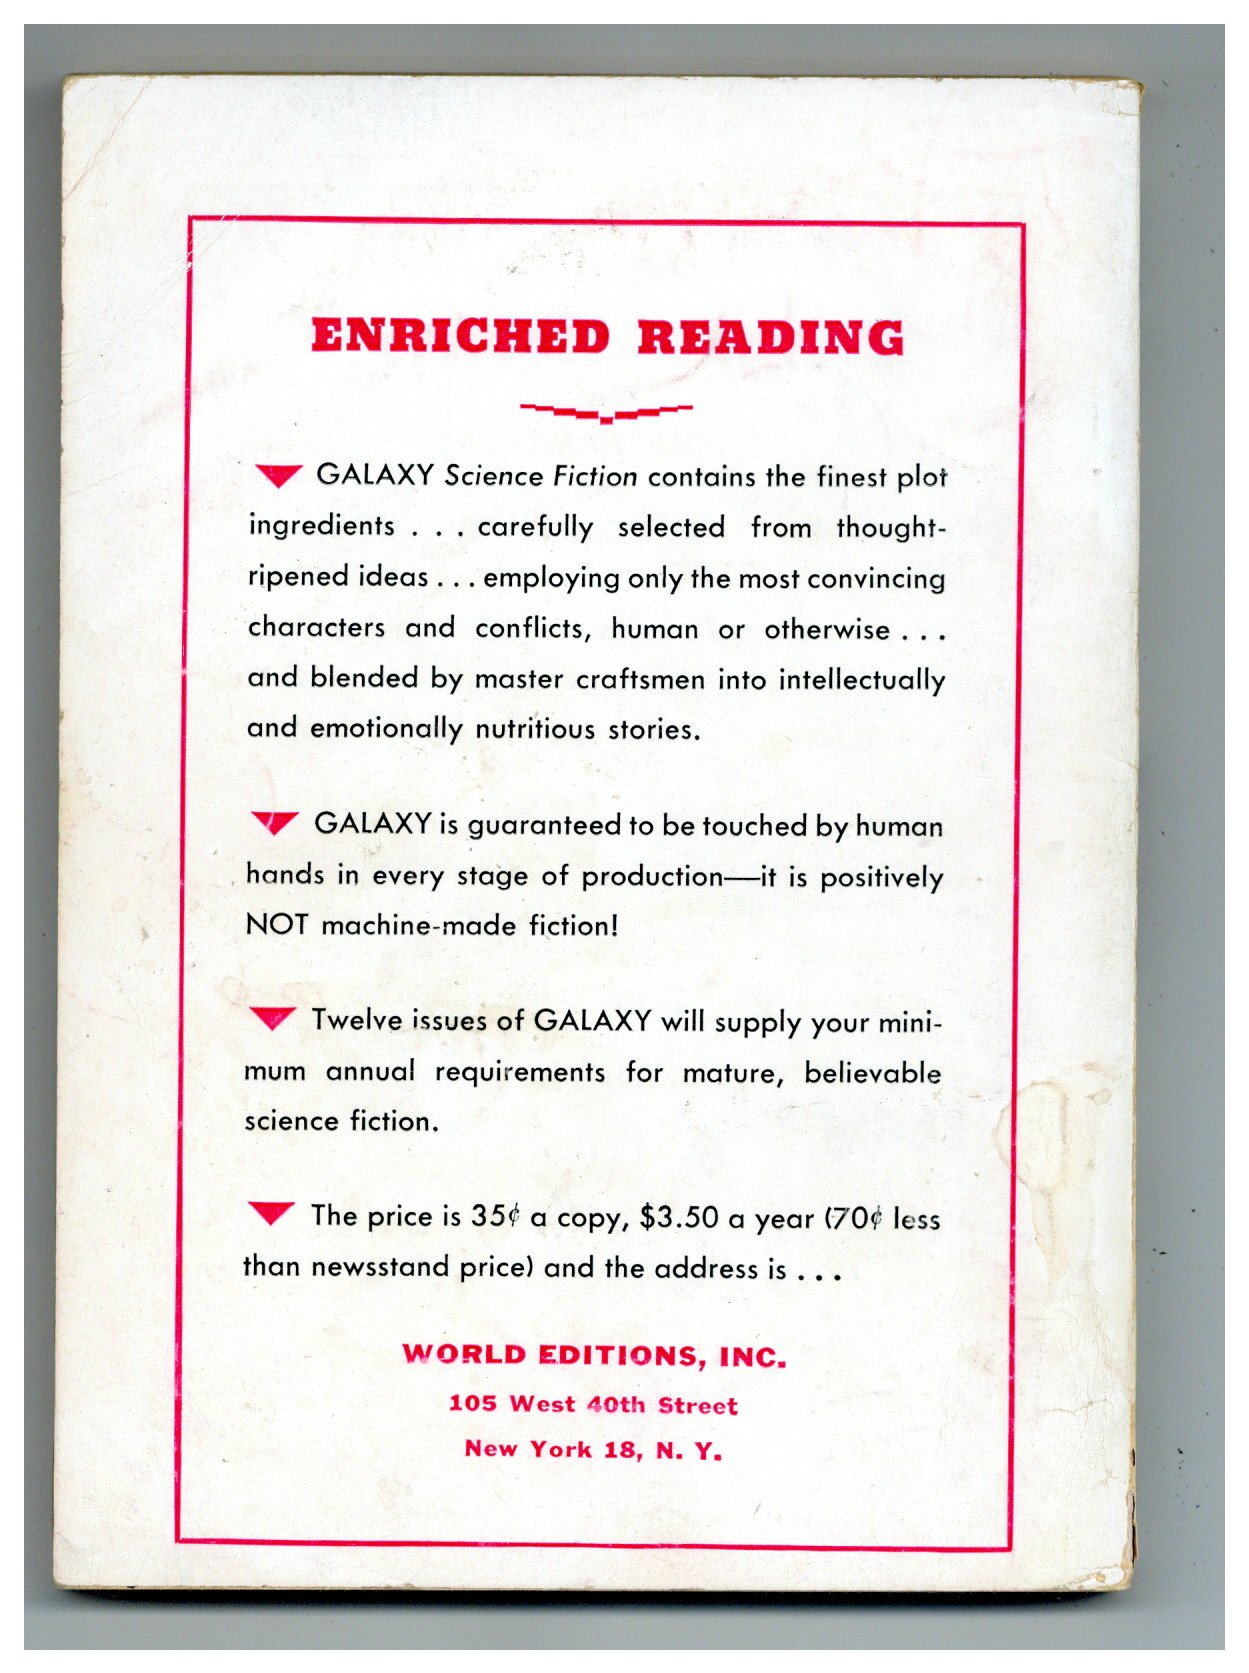 ENRICHED READING
GALAXY Science Fiction contains the finest plot
ingredients . . . carefully selected from thought-
ripened ideas . . . employing only the most convincing
characters and conflicts, human or otherwise . . .
and blended by master craftsmen into intellectually
and emotionally nutritious stories.
GALAXY is guaranteed to be touched by human
hands in every stage of production—it is positively
NOT machine-made fiction!
Twelve issues of GALAXY will supply your mini-
mum annual requirements for mature, believable
science fiction.
The price is 35¢ a copy, $3.50 a year (70¢ less
than newsstand price) and the address is . . .
WORLD EDITIONS, INC.
105 West 40th Street
New York 18, N. Y.